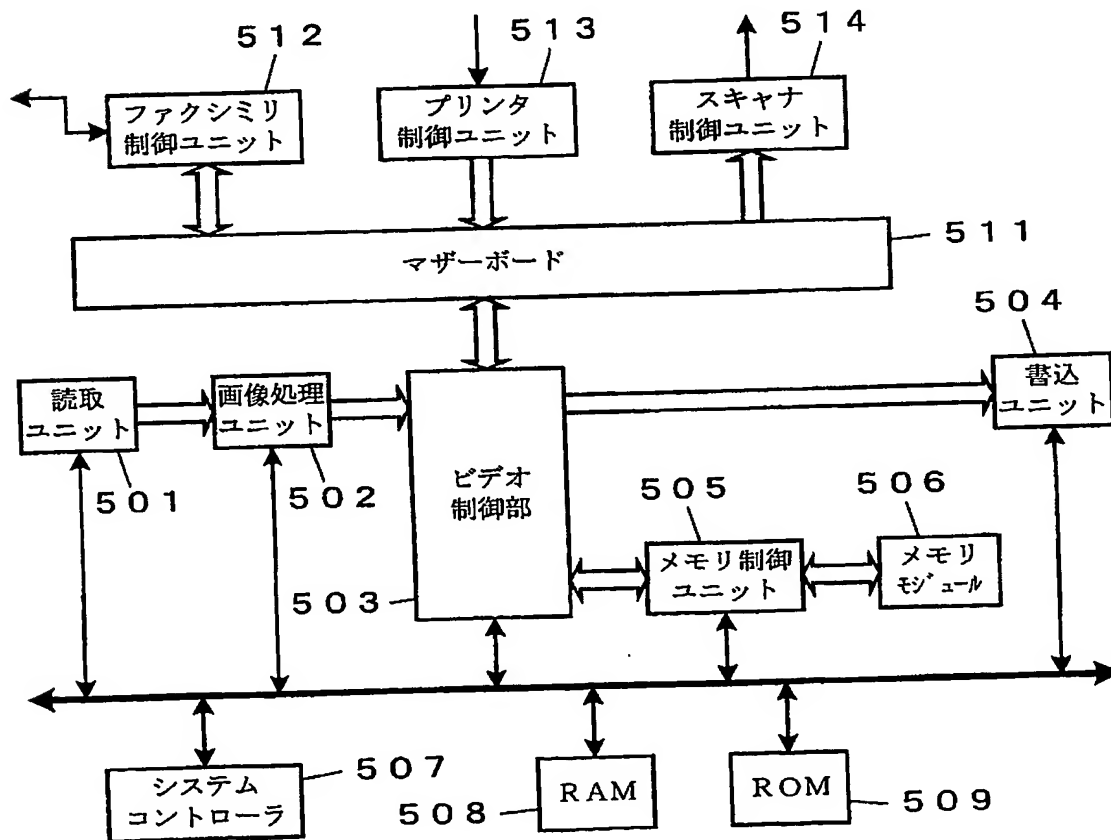 512
513
514
ファクシミリ
制御ユニット
プリンタ
制御ユニット
スキャナ
制御ユニット
511
マザーボード
504
読取
ユニット
画像処理
ユニット
書込
ユニット
501
502
ビデオ
制御部
505
506
メモリ制御
ユニット
メモリ
モジュール
503
システム
コントローラ
507
RAM
508
ROM
509